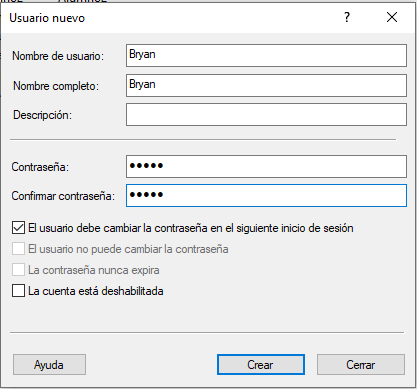 Usuario nuevo
?
Nombre de usuario: Bryan
Nombre completo: Bryan
Descripción:
Contraseña: •••••
Confirmar contraseña: •••••
El usuario debe cambiar la contraseña en el siguiente inicio de sesión
El usuario no puede cambiar la contraseña
La contraseña nunca expira
La cuenta está deshabilitada
Ayuda Crear Cerrar